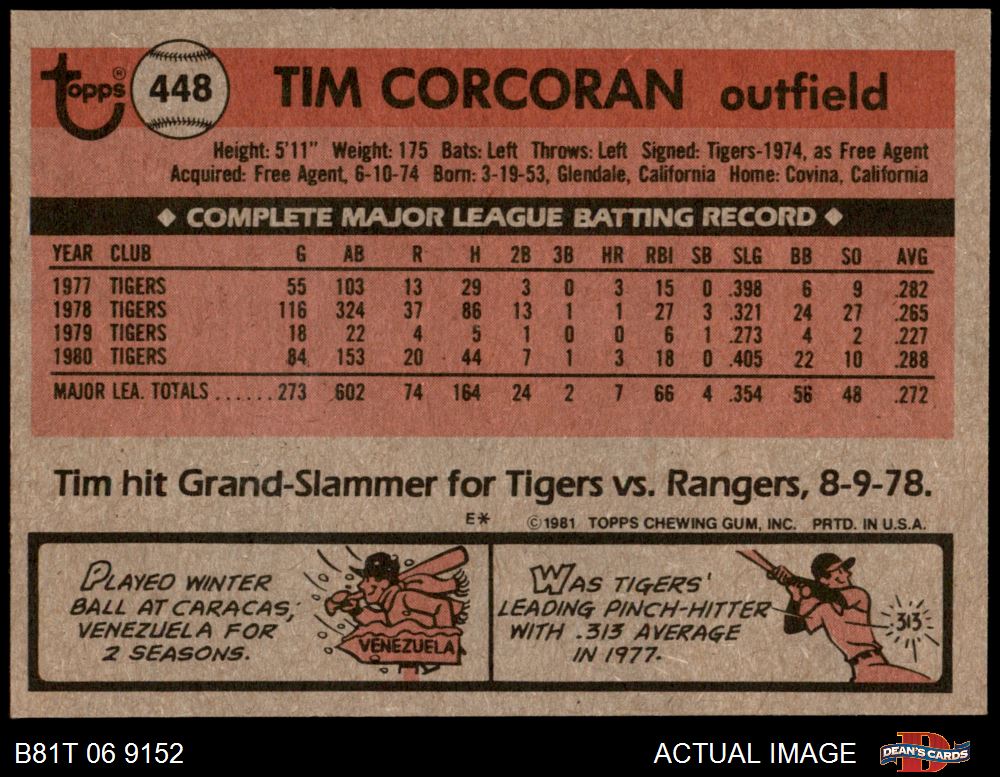 topps® 448 TIM CORCORAN outfield
Height: 5'11" Weight: 175 Bats: Left Throws: Left Signed: Tigers-1974, as Free Agent
Acquired: Free Agent, 6-10-74 Born: 3-19-53, Glendale, California Home: Covina, California
◆ COMPLETE MAJOR LEAGUE BATTING RECORD ◆
YEAR CLUB G AB R H 2B 3B HR RBI SB SLG BB SO AVG
1977 TIGERS 55 103 13 29 3 0 3 15 0 .398 6 9 .282
1978 TIGERS 116 324 37 86 13 1 1 27 3 .321 24 27 .265
1979 TIGERS 18 22 4 5 1 0 0 6 1 .273 4 2 .227
1980 TIGERS 84 153 20 44 7 1 3 18 0 .405 22 10 .288
MAJOR LEA. TOTALS ...... 273 602 74 164 24 2 7 66 4 .354 56 48 .272
Tim hit Grand-Slammer for Tigers vs. Rangers, 8-9-78.
E* ©1981 TOPPS CHEWING GUM, INC. PRTD. IN U.S.A.
PLAYED WINTER
BALL AT CARACAS,
VENEZUELA FOR
2 SEASONS.
VENEZUELA
WAS TIGERS'
LEADING PINCH-HITTER
WITH .313 AVERAGE
IN 1977.
.313
B81T 06 9152 ACTUAL IMAGE DEAN'S CARDS